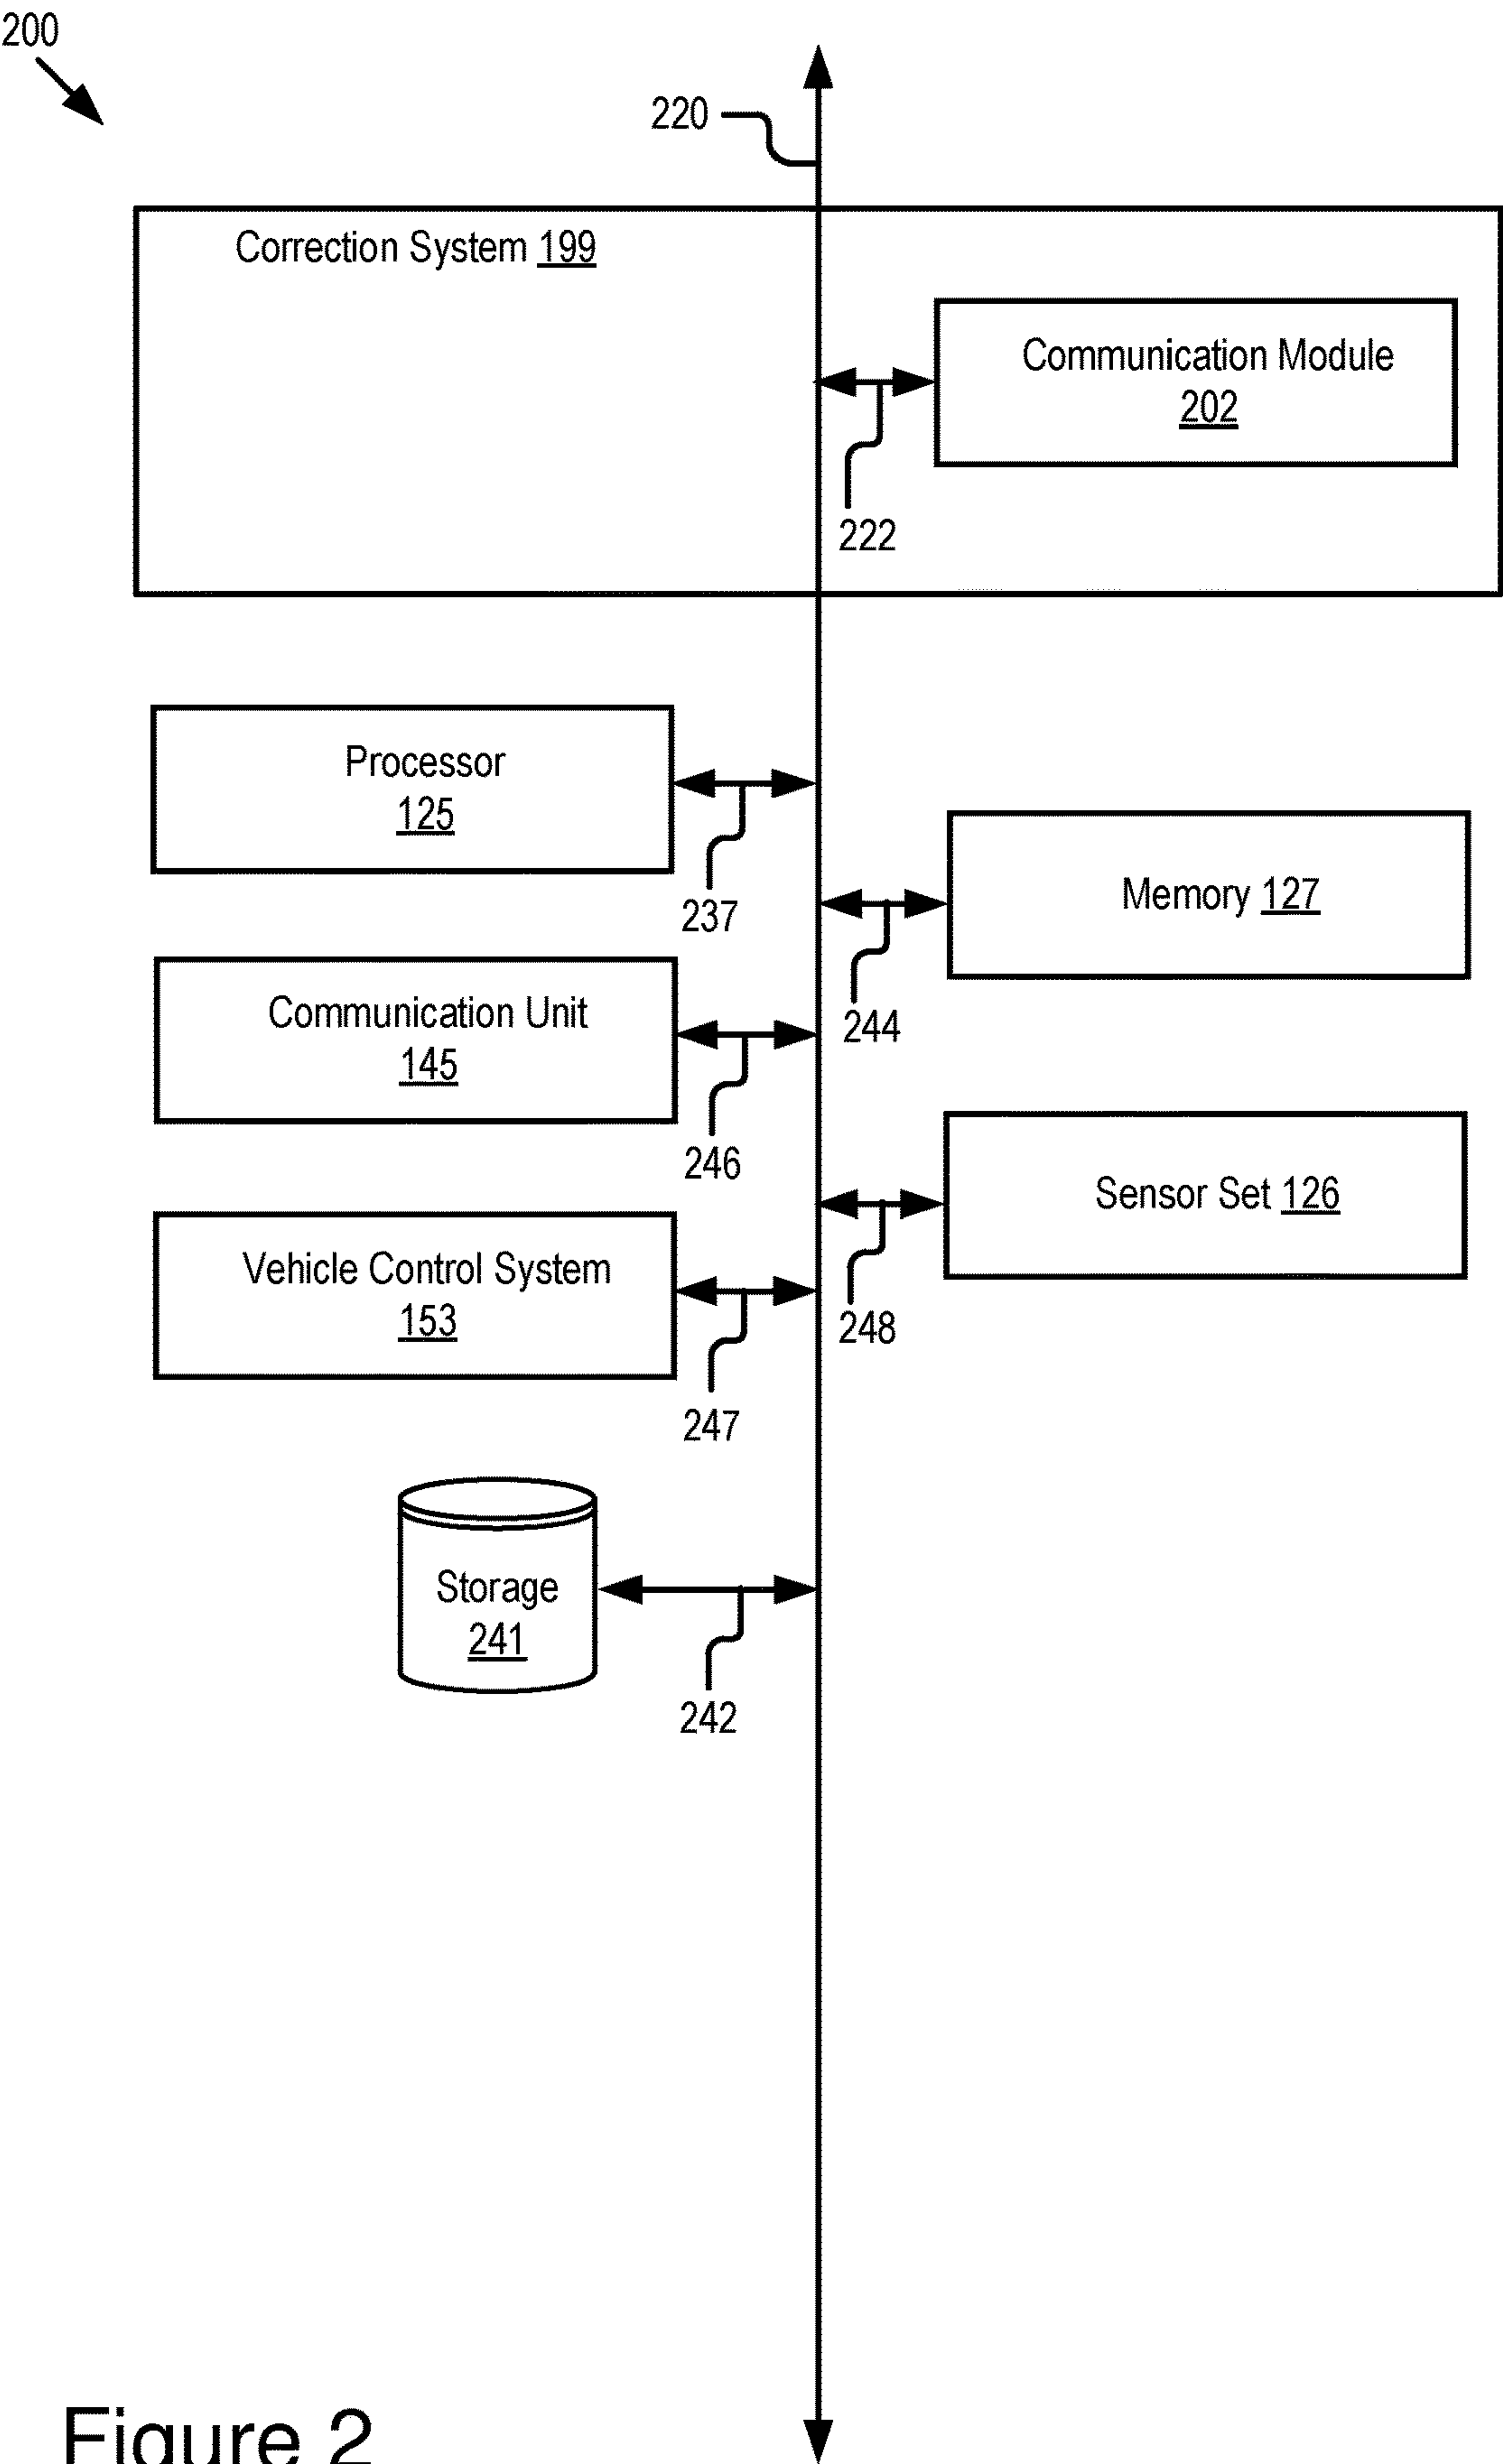 200
220
Correction System 199
Communication Module
202
222
Processor
125
237
Memory 127
244
Communication Unit
145
246
Sensor Set 126
248
Vehicle Control System
153
247
Storage
241
242
Figure 2